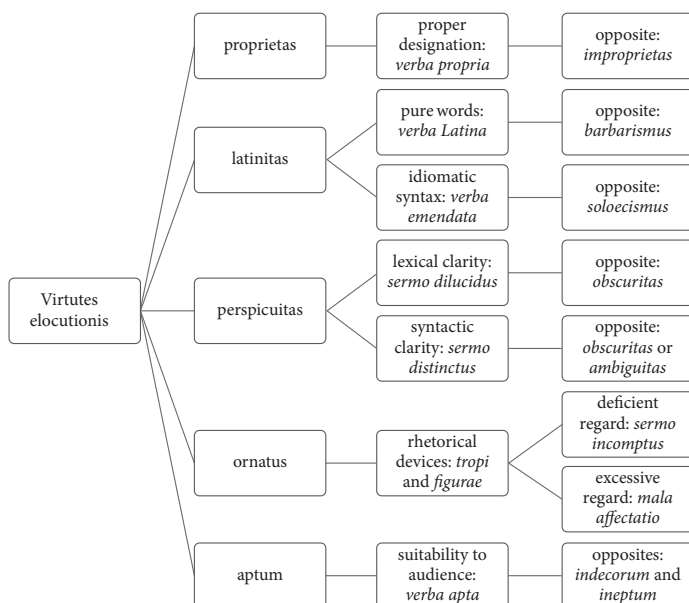 Virtutes
elocutionis
proprietas
proper
designation:
verba propria
opposite:
improprietas
latinitas
pure words:
verba Latina
opposite:
barbarismus
idiomatic
syntax: verba
emendata
opposite:
soloecismus
perspicuitas
lexical clarity:
sermo dilucidus
opposite:
obscuritas
syntactic
clarity: sermo
distinctus
opposite:
obscuritas or
ambiguitas
ornatus
rhetorical
devices: tropi
and figurae
deficient
regard: sermo
incomptus
excessive
regard: mala
affectatio
aptum
suitability to
audience:
verba apta
opposites:
indecorum and
ineptum